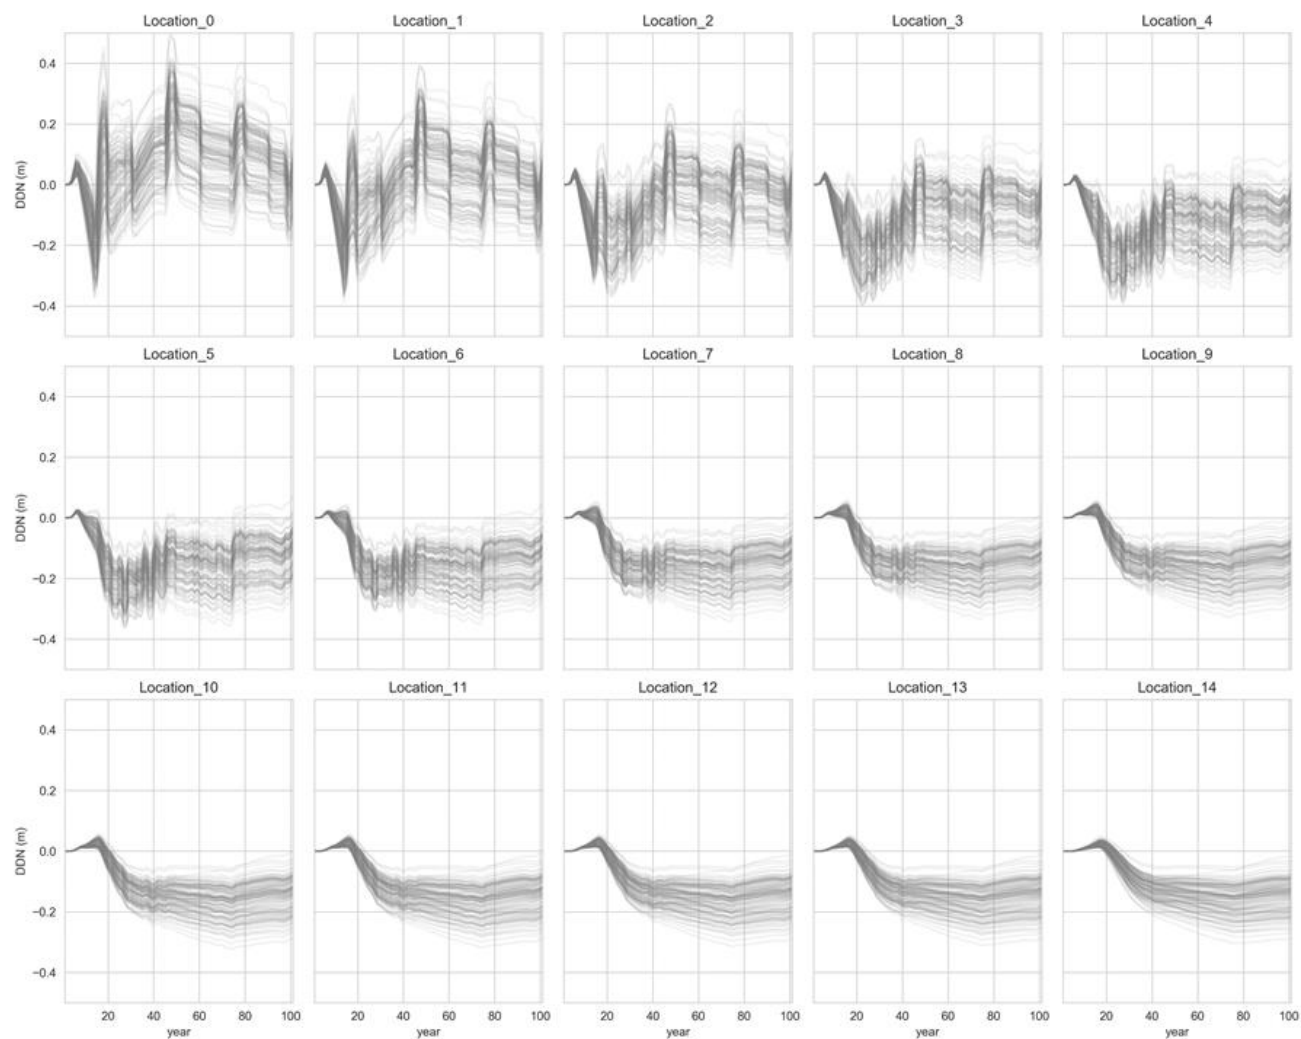 Location_0 Location_1 Location_2 Location_3 Location_4
0.4
0.2
0.0
−0.2
−0.4
DDN (m)
Location_5 Location_6 Location_7 Location_8 Location_9
0.4
0.2
0.0
−0.2
−0.4
DDN (m)
Location_10 Location_11 Location_12 Location_13 Location_14
0.4
0.2
0.0
−0.2
−0.4
DDN (m)
20 40 60 80 100 20 40 60 80 100 20 40 60 80 100 20 40 60 80 100 20 40 60 80 100
year year year year year